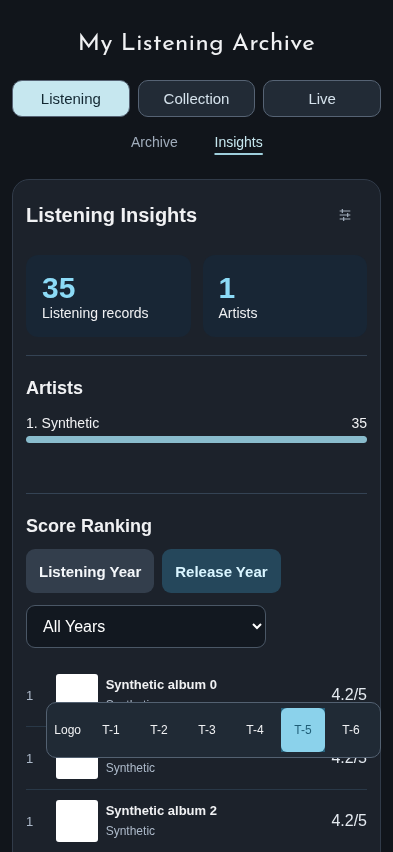 My Listening Archive
Listening Collection Live
Archive Insights
Listening Insights
35 1
Listening records Artists
Artists
1. Synthetic 35
Score Ranking
Listening Year Release Year
All Years
1 Synthetic album 0 4.2/5
Logo T-1 T-2 T-3 T-4 T-5 T-6
1 Synthetic
1 Synthetic album 2 4.2/5
Synthetic